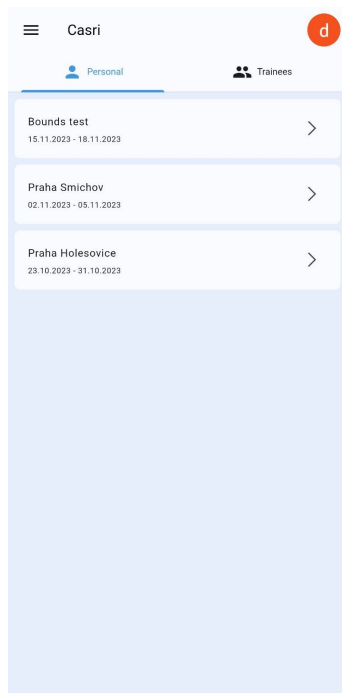 Casri
d
Personal
Trainees
Bounds test
15.11.2023 - 18.11.2023
Praha Smichov
02.11.2023 - 05.11.2023
Praha Holesovice
23.10.2023 - 31.10.2023